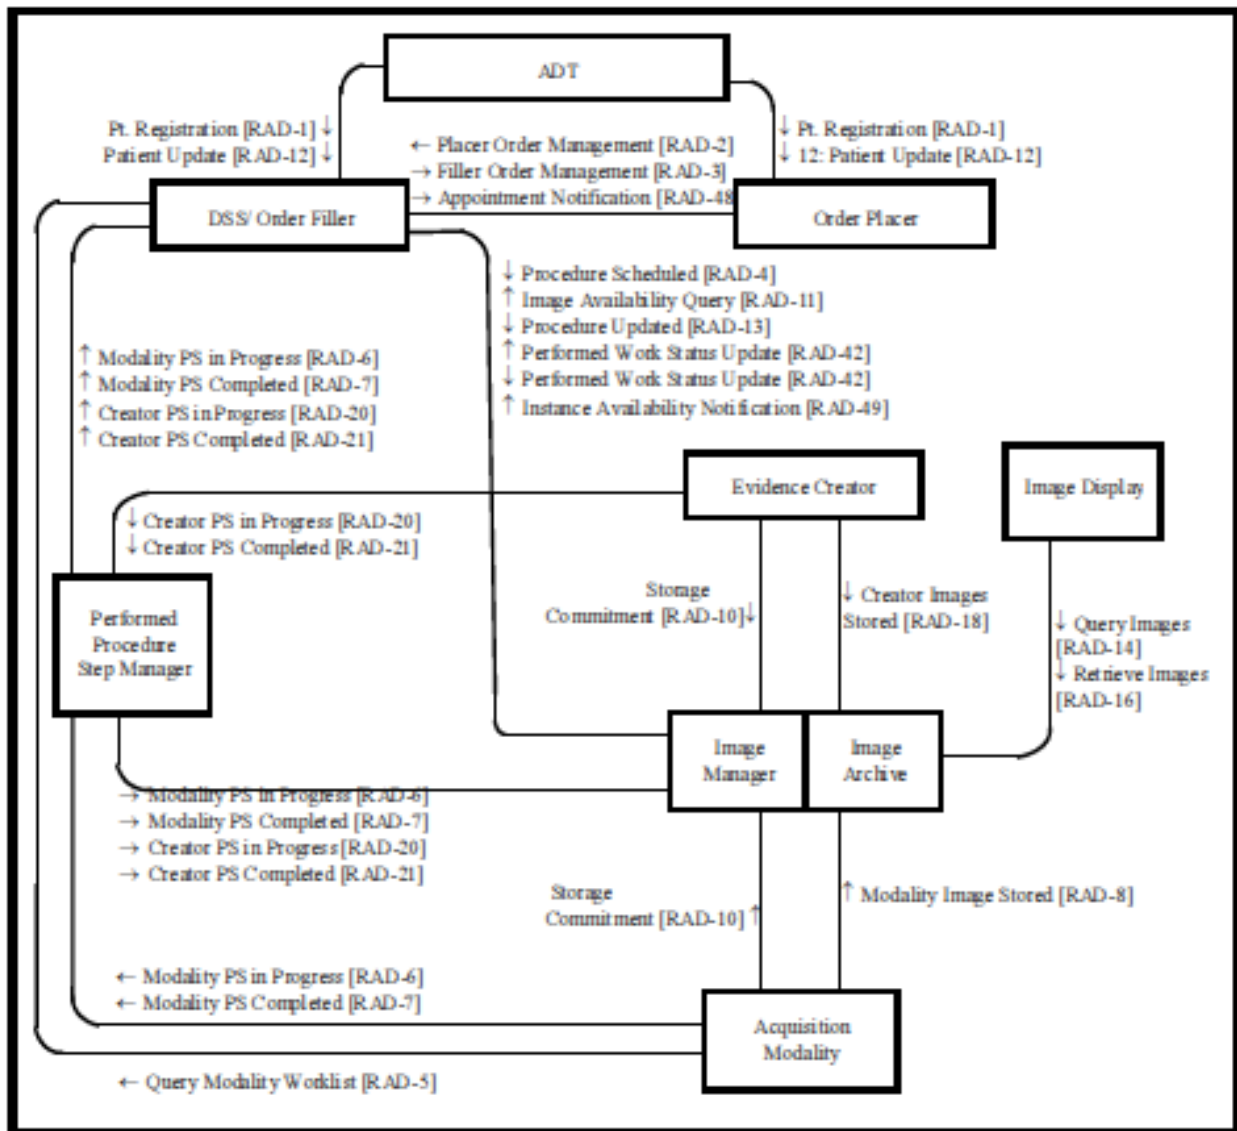 ADT
Pt. Registration [RAD-1] ↓
Patient Update [RAD-12] ↓
← Placer Order Management [RAD-2]
→ Filler Order Management [RAD-3]
→ Appointment Notification [RAD-48
↓ Pt. Registration [RAD-1]
↓ 12: Patient Update [RAD-12]
DSS/ Order Filler
Order Placer
↓ Procedure Scheduled [RAD-4]
↑ Image Availability Query [RAD-11]
↓ Procedure Updated [RAD-13]
↑ Performed Work Status Update [RAD-42]
↓ Performed Work Status Update [RAD-42]
↑ Instance Availability Notification [RAD-49]
↑ Modality PS in Progress [RAD-6]
↑ Modality PS Completed [RAD-7]
↑ Creator PS in Progress [RAD-20]
↑ Creator PS Completed [RAD-21]
Evidence Creator
Image Display
↓ Creator PS in Progress [RAD-20]
↓ Creator PS Completed [RAD-21]
Storage
Commitment [RAD-10]↓
↓ Creator Images
Stored [RAD-18]
↓ Query Images
[RAD-14]
↓ Retrieve Images
[RAD-16]
Performed
Procedure
Step Manager
Image
Manager
Image
Archive
→ Modality PS in Progress [RAD-6]
→ Modality PS Completed [RAD-7]
→ Creator PS in Progress [RAD-20]
→ Creator PS Completed [RAD-21]
Storage
Commitment [RAD-10] ↑
↑ Modality Image Stored [RAD-8]
← Modality PS in Progress [RAD-6]
← Modality PS Completed [RAD-7]
Acquisition
Modality
← Query Modality Worklist [RAD-5]